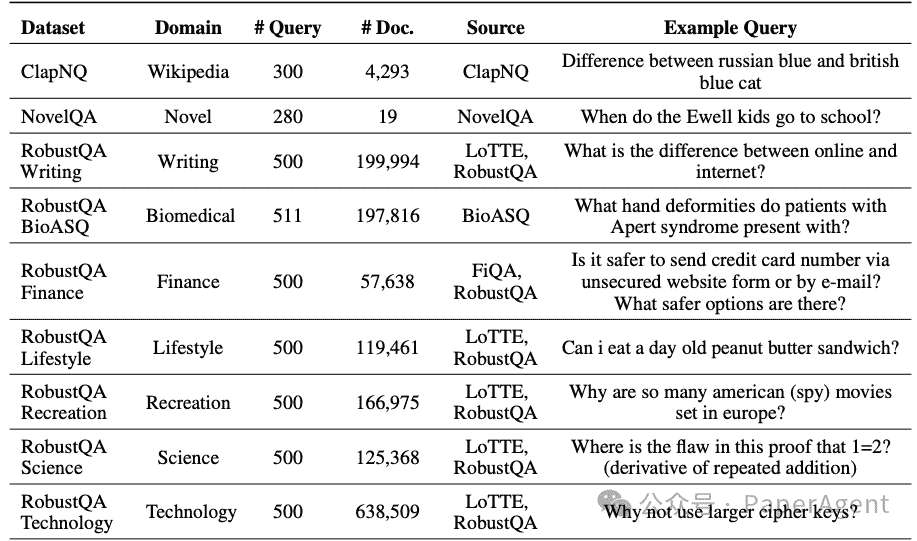 Dataset Domain # Query # Doc. Source Example Query
ClapNQ Wikipedia 300 4,293 ClapNQ Difference between russian blue and british blue cat
NovelQA Novel 280 19 NovelQA When do the Ewell kids go to school?
RobustQA Writing Writing 500 199,994 LoTTE, RobustQA What is the difference between online and internet?
RobustQA BioASQ Biomedical 511 197,816 BioASQ What hand deformities do patients with Apert syndrome present with?
RobustQA Finance Finance 500 57,638 FiQA, RobustQA Is it safer to send credit card number via unsecured website form or by e-mail? What safer options are there?
RobustQA Lifestyle Lifestyle 500 119,461 LoTTE, RobustQA Can i eat a day old peanut butter sandwich?
RobustQA Recreation Recreation 500 166,975 LoTTE, RobustQA Why are so many american (spy) movies set in europe?
RobustQA Science Science 500 125,368 LoTTE, RobustQA Where is the flaw in this proof that 1=2? (derivative of repeated addition)
RobustQA Technology Technology 500 638,509 LoTTE, RobustQA Why not use larger cipher keys?
公众号 · PaperAgent